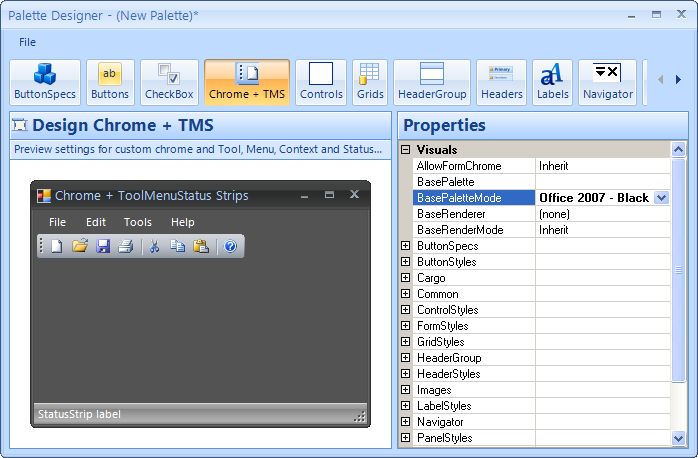 Palette Designer - (New Palette)*
File
ButtonSpecs
ab
Buttons
CheckBox
Chrome + TMS
Controls
Grids
HeaderGroup
Primary
Headers
aA
Labels
Navigator
Design Chrome + TMS
Preview settings for custom chrome and Tool, Menu, Context and Status...
Chrome + ToolMenuStatus Strips
File Edit Tools Help
StatusStrip label
Properties
Visuals
AllowFormChrome Inherit
BasePalette
BasePaletteMode Office 2007 - Black
BaseRenderer (none)
BaseRenderMode Inherit
ButtonSpecs
ButtonStyles
Cargo
Common
ControlStyles
FormStyles
GridStyles
HeaderGroup
HeaderStyles
Images
LabelStyles
Navigator
PanelStyles